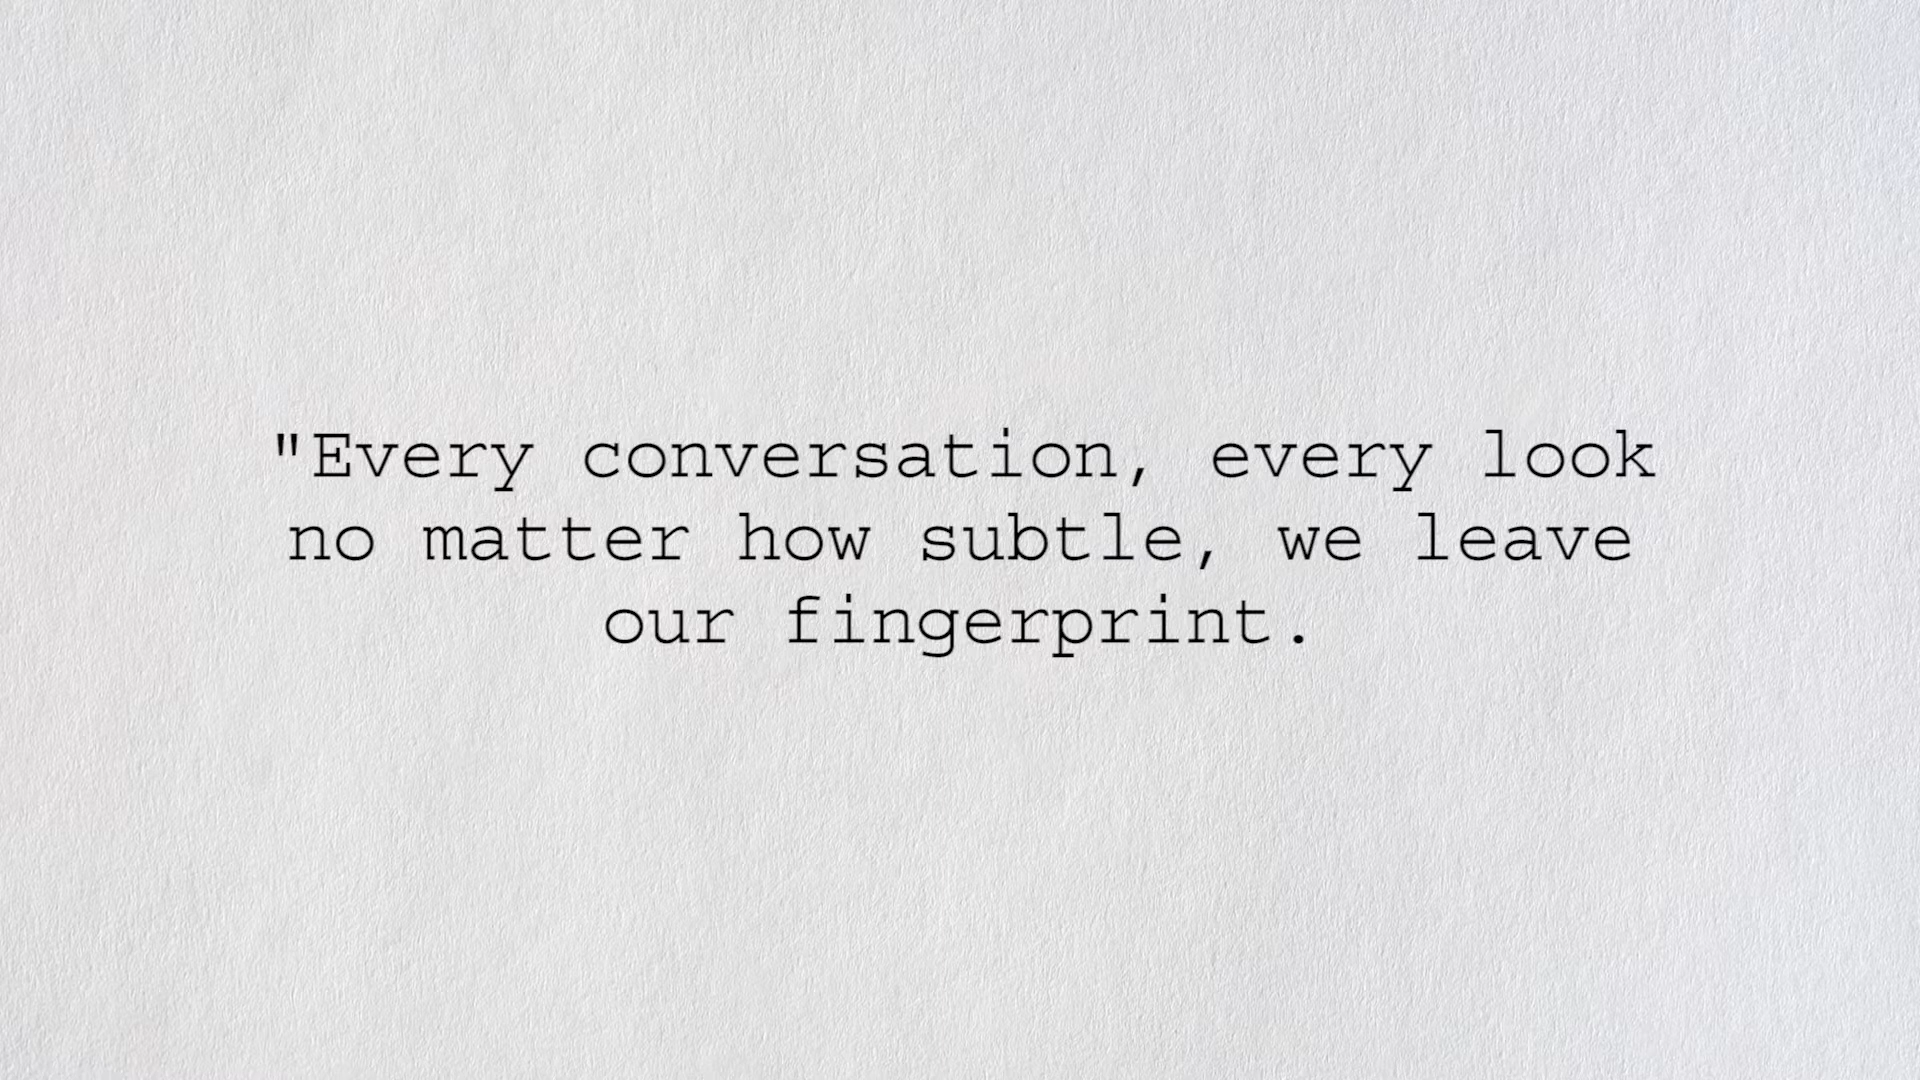 "Every conversation, every look
no matter how subtle, we leave
our fingerprint.